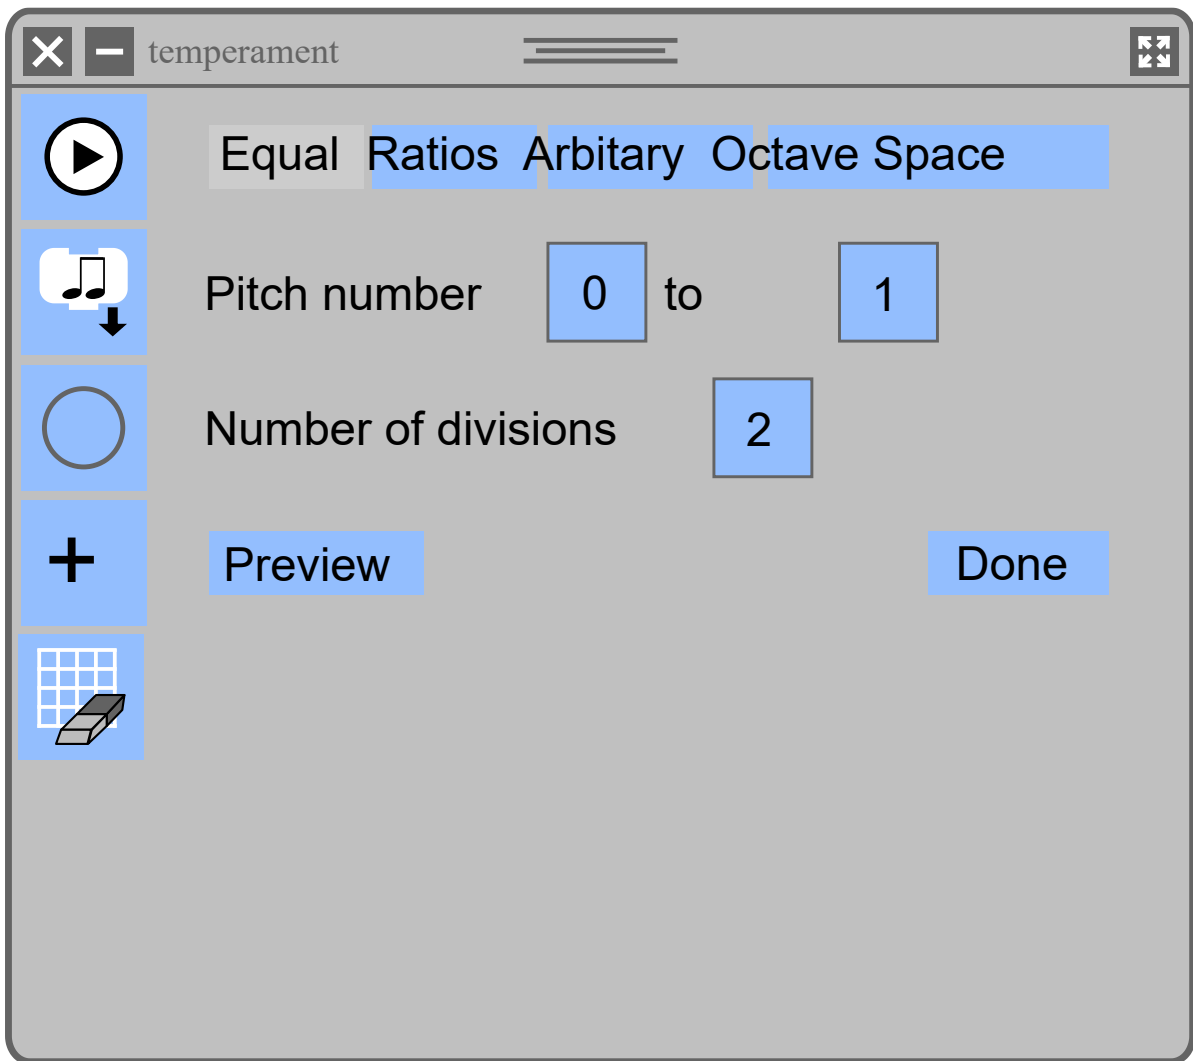 temperament
Equal Ratios Arbitary Octave Space
Pitch number 0 to 1
Number of divisions 2
Preview Done